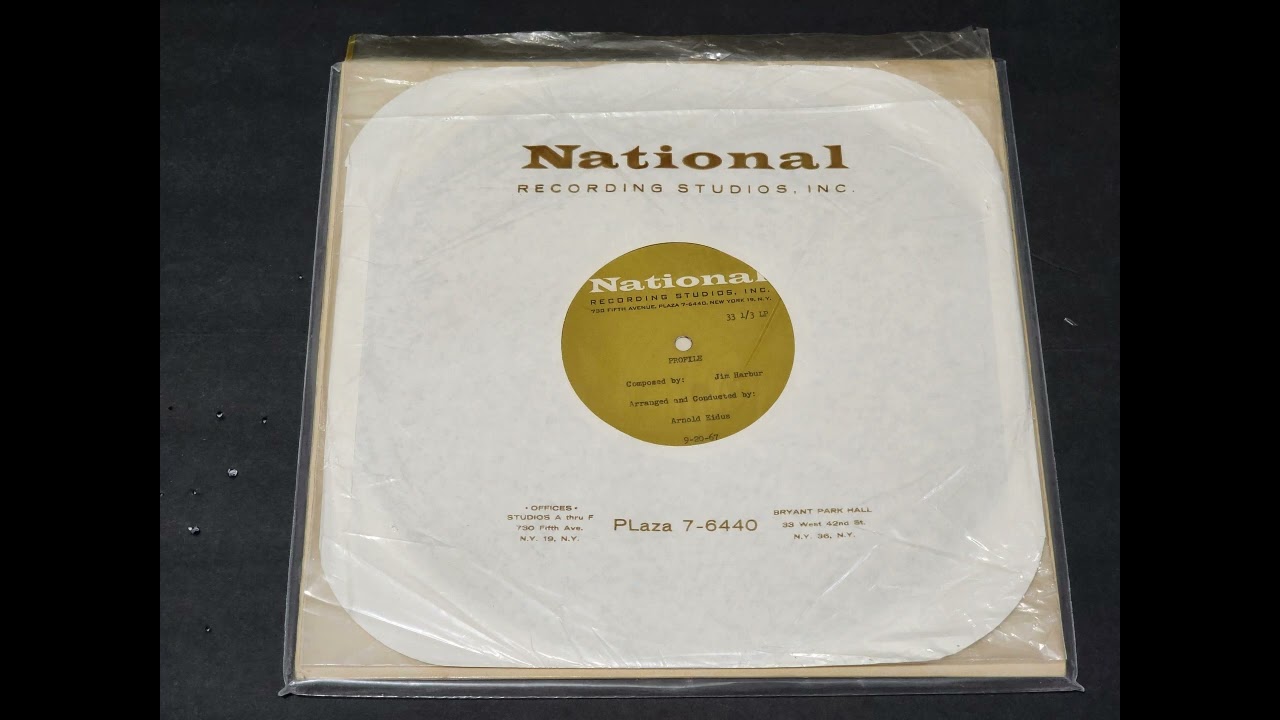 National
RECORDING STUDIOS, INC.
National
RECORDING STUDIOS, INC.
730 FIFTH AVENUE, PLAZA 7-6440, NEW YORK 19, N.Y.
33 1/3 LP
PROFILE
Composed by: Jim Harbur
Arranged and Conducted by:
Arnold Eidus
9-20-67
• OFFICES •
STUDIOS A thru F
730 Fifth Ave.
N.Y. 19, N.Y.
PLaza 7-6440
BRYANT PARK HALL
33 West 42nd St.
N.Y. 36, N.Y.